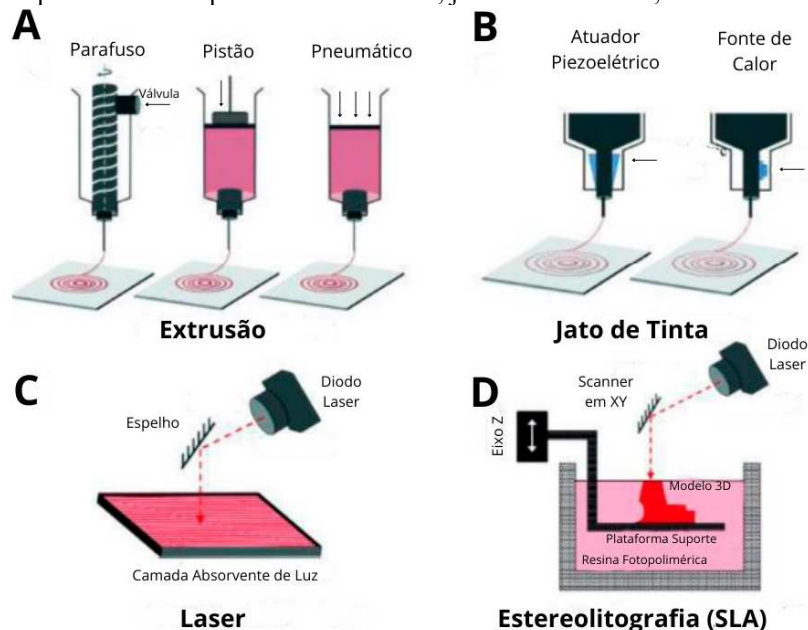 A
Parafuso
Pistão
Pneumático
Válvula
Extrusão
B
Atuador
Piezoelétrico
Fonte de
Calor
Jato de Tinta
C
Diodo
Laser
Espelho
Camada Absorvente de Luz
Laser
D
Diodo
Laser
Scanner
em XY
Eixo Z
Modelo 3D
Plataforma Suporte
Resina Fotopolimérica
Estereolitografia (SLA)